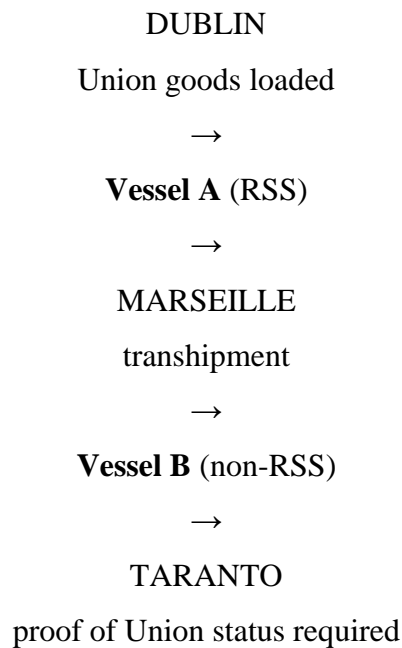 DUBLIN
Union goods loaded
→
Vessel A (RSS)
→
MARSEILLE
transhipment
→
Vessel B (non-RSS)
→
TARANTO
proof of Union status required